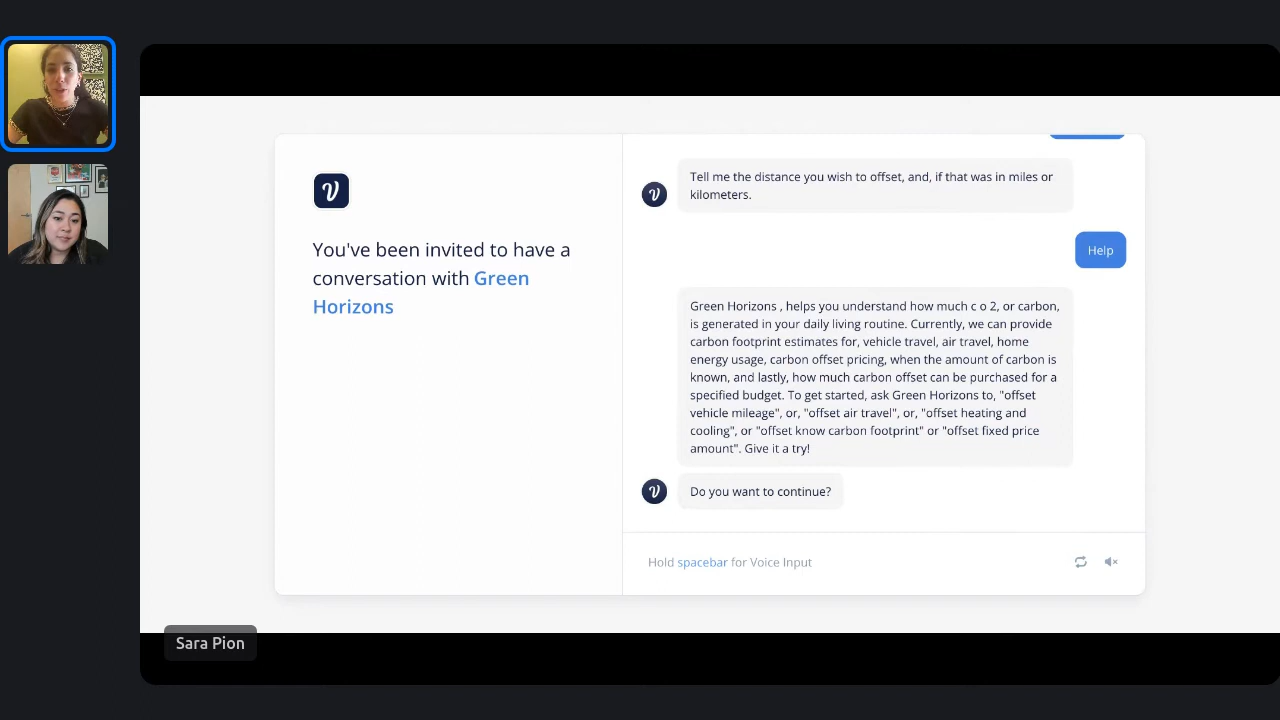 You've been invited to have a
conversation with Green
Horizons
Tell me the distance you wish to offset, and, if that was in miles or
kilometers.
Help
Green Horizons , helps you understand how much c o 2, or carbon,
is generated in your daily living routine. Currently, we can provide
carbon footprint estimates for, vehicle travel, air travel, home
energy usage, carbon offset pricing, when the amount of carbon is
known, and lastly, how much carbon offset can be purchased for a
specified budget. To get started, ask Green Horizons to, "offset
vehicle mileage", or, "offset air travel", or, "offset heating and
cooling", or "offset know carbon footprint" or "offset fixed price
amount". Give it a try!
Do you want to continue?
Hold spacebar for Voice Input
Sara Pion